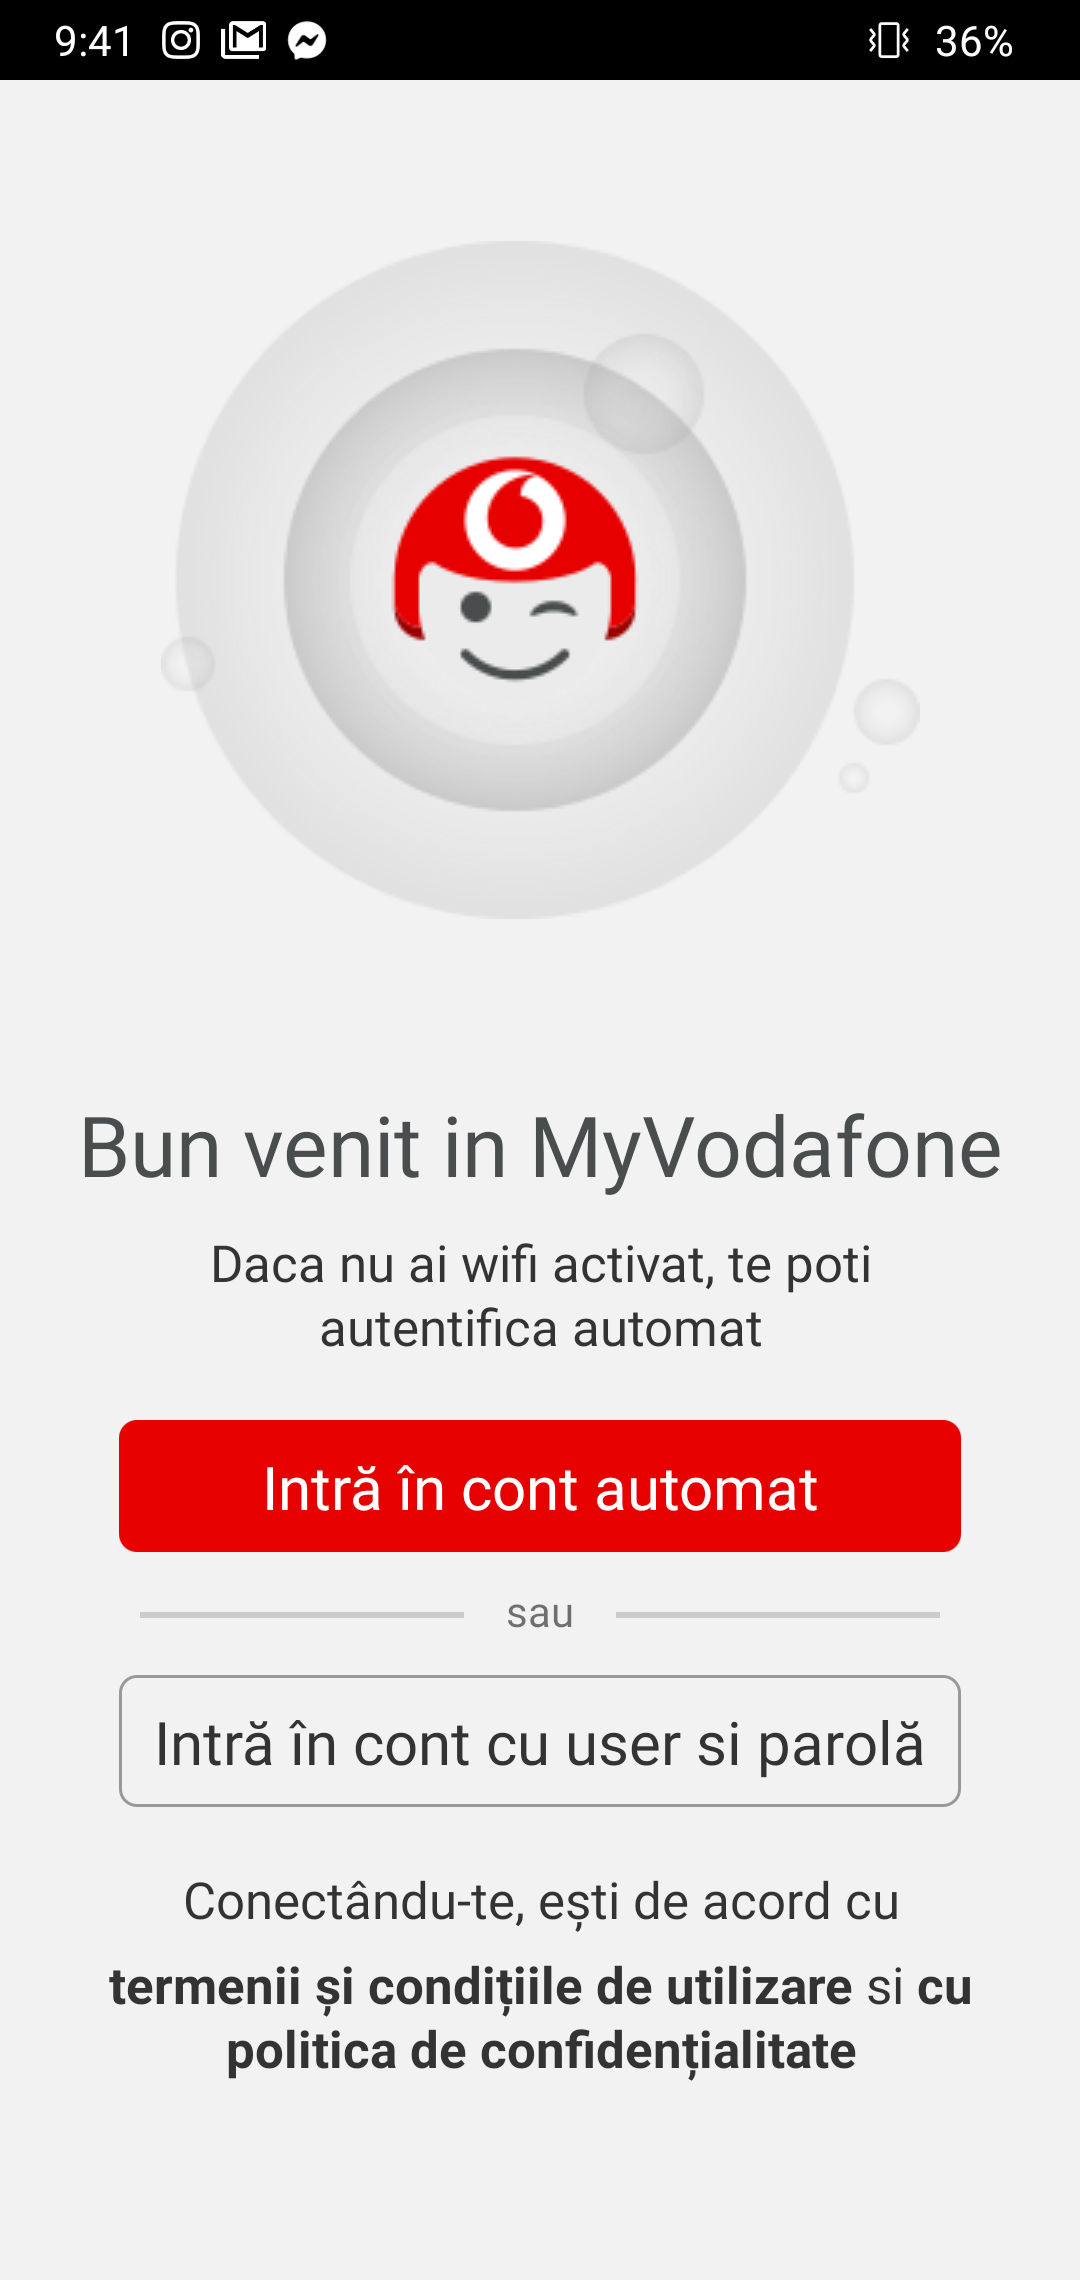 9:41
36%
Bun venit in MyVodafone
Daca nu ai wifi activat, te poti
autentifica automat
Intră în cont automat
sau
Intră în cont cu user si parolă
Conectându-te, ești de acord cu
termenii și condițiile de utilizare si cu
politica de confidențialitate